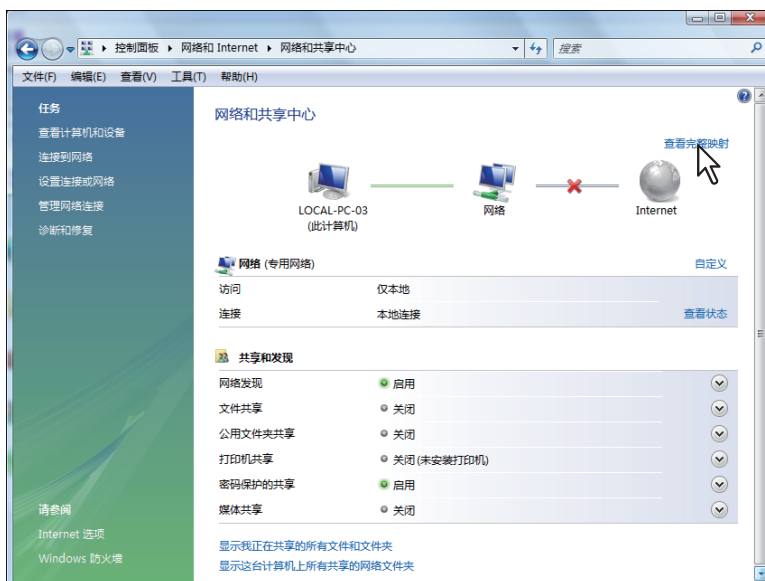 控制面板 ▸ 网络和 Internet ▸ 网络和共享中心
搜索
文件(F) 编辑(E) 查看(V) 工具(T) 帮助(H)
任务
查看计算机和设备
连接到网络
设置连接或网络
管理网络连接
诊断和修复
请参阅
Internet 选项
Windows 防火墙
网络和共享中心
查看完整映射
LOCAL-PC-03
(此计算机)
网络
Internet
网络 (专用网络) 自定义
访问 仅本地
连接 本地连接 查看状态
共享和发现
网络发现 启用
文件共享 关闭
公用文件夹共享 关闭
打印机共享 关闭(未安装打印机)
密码保护的共享 启用
媒体共享 关闭
显示我正在共享的所有文件和文件夹
显示这台计算机上所有共享的网络文件夹